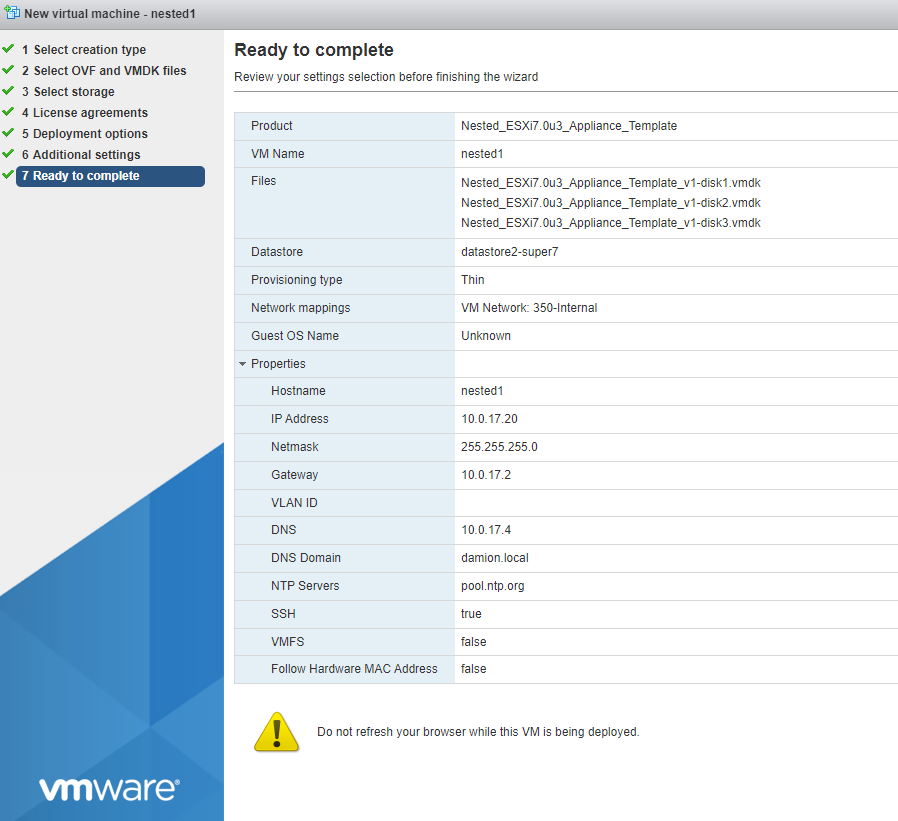 New virtual machine - nested1
1 Select creation type
2 Select OVF and VMDK files
3 Select storage
4 License agreements
5 Deployment options
6 Additional settings
7 Ready to complete
Ready to complete
Review your settings selection before finishing the wizard
Product Nested_ESXi7.0u3_Appliance_Template
VM Name nested1
Files Nested_ESXi7.0u3_Appliance_Template_v1-disk1.vmdk
Nested_ESXi7.0u3_Appliance_Template_v1-disk2.vmdk
Nested_ESXi7.0u3_Appliance_Template_v1-disk3.vmdk
Datastore datastore2-super7
Provisioning type Thin
Network mappings VM Network: 350-Internal
Guest OS Name Unknown
Properties
Hostname nested1
IP Address 10.0.17.20
Netmask 255.255.255.0
Gateway 10.0.17.2
VLAN ID
DNS 10.0.17.4
DNS Domain damion.local
NTP Servers pool.ntp.org
SSH true
VMFS false
Follow Hardware MAC Address false
Do not refresh your browser while this VM is being deployed.
vmware®